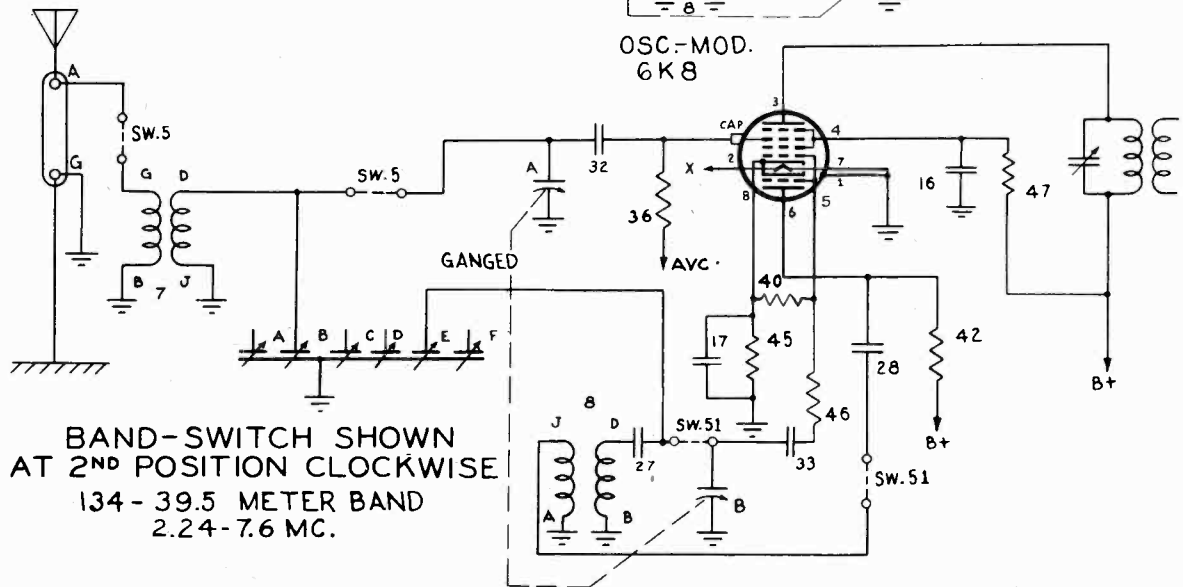 8
OSC.-MOD.
6K8
A
SW.5
G
G D
B J
7
SW.5
A
32
36
AVC.
GANGED
CAP
3
4
2
X
7
1
8
5
6
16
47
B+
40
17
45
46
28
42
B+
A B C D E F
8
J D
SW.51
27
33
A B
B
SW.51
BAND-SWITCH SHOWN
AT 2ND POSITION CLOCKWISE
134-39.5 METER BAND
2.24-7.6 MC.